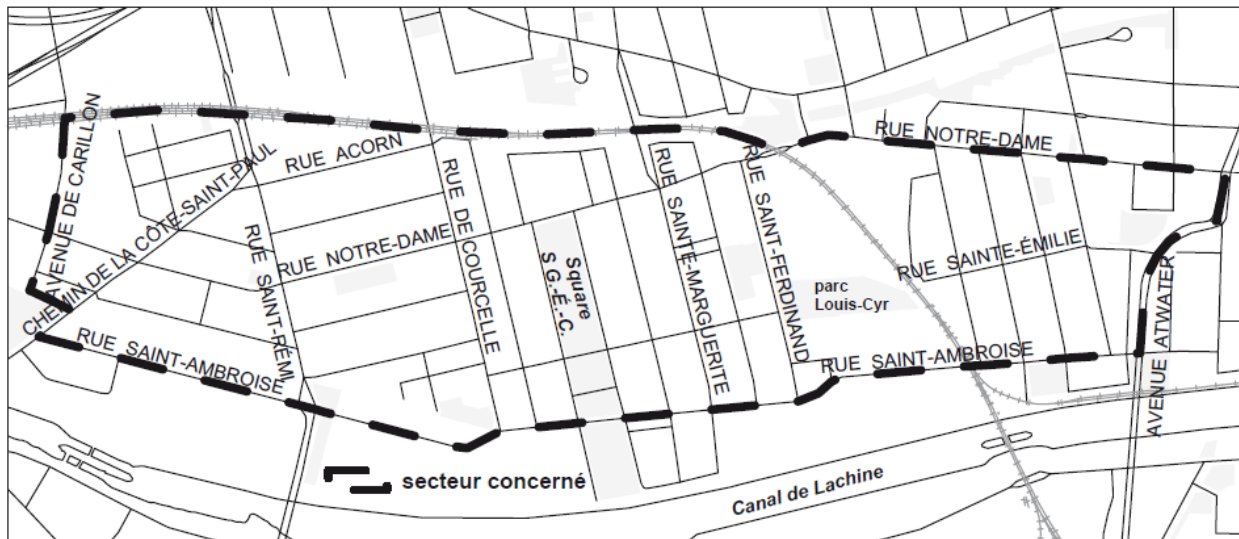 RUE NOTRE-DAME
AVENUE DE CARILLON
RUE ACORN
CHEMIN DE LA CÔTE-SAINT-PAUL
RUE SAINT-RÉMI
RUE NOTRE-DAME
RUE DE COURCELLE
Square
S G.-É.-C.
RUE SAINTE-MARGUERITE
RUE SAINT-FERDINAND
RUE SAINTE-ÉMILIE
parc
Louis-Cyr
AVENUE ATWATER
RUE SAINT-AMBROISE
RUE SAINT-AMBROISE
secteur concerné
Canal de Lachine